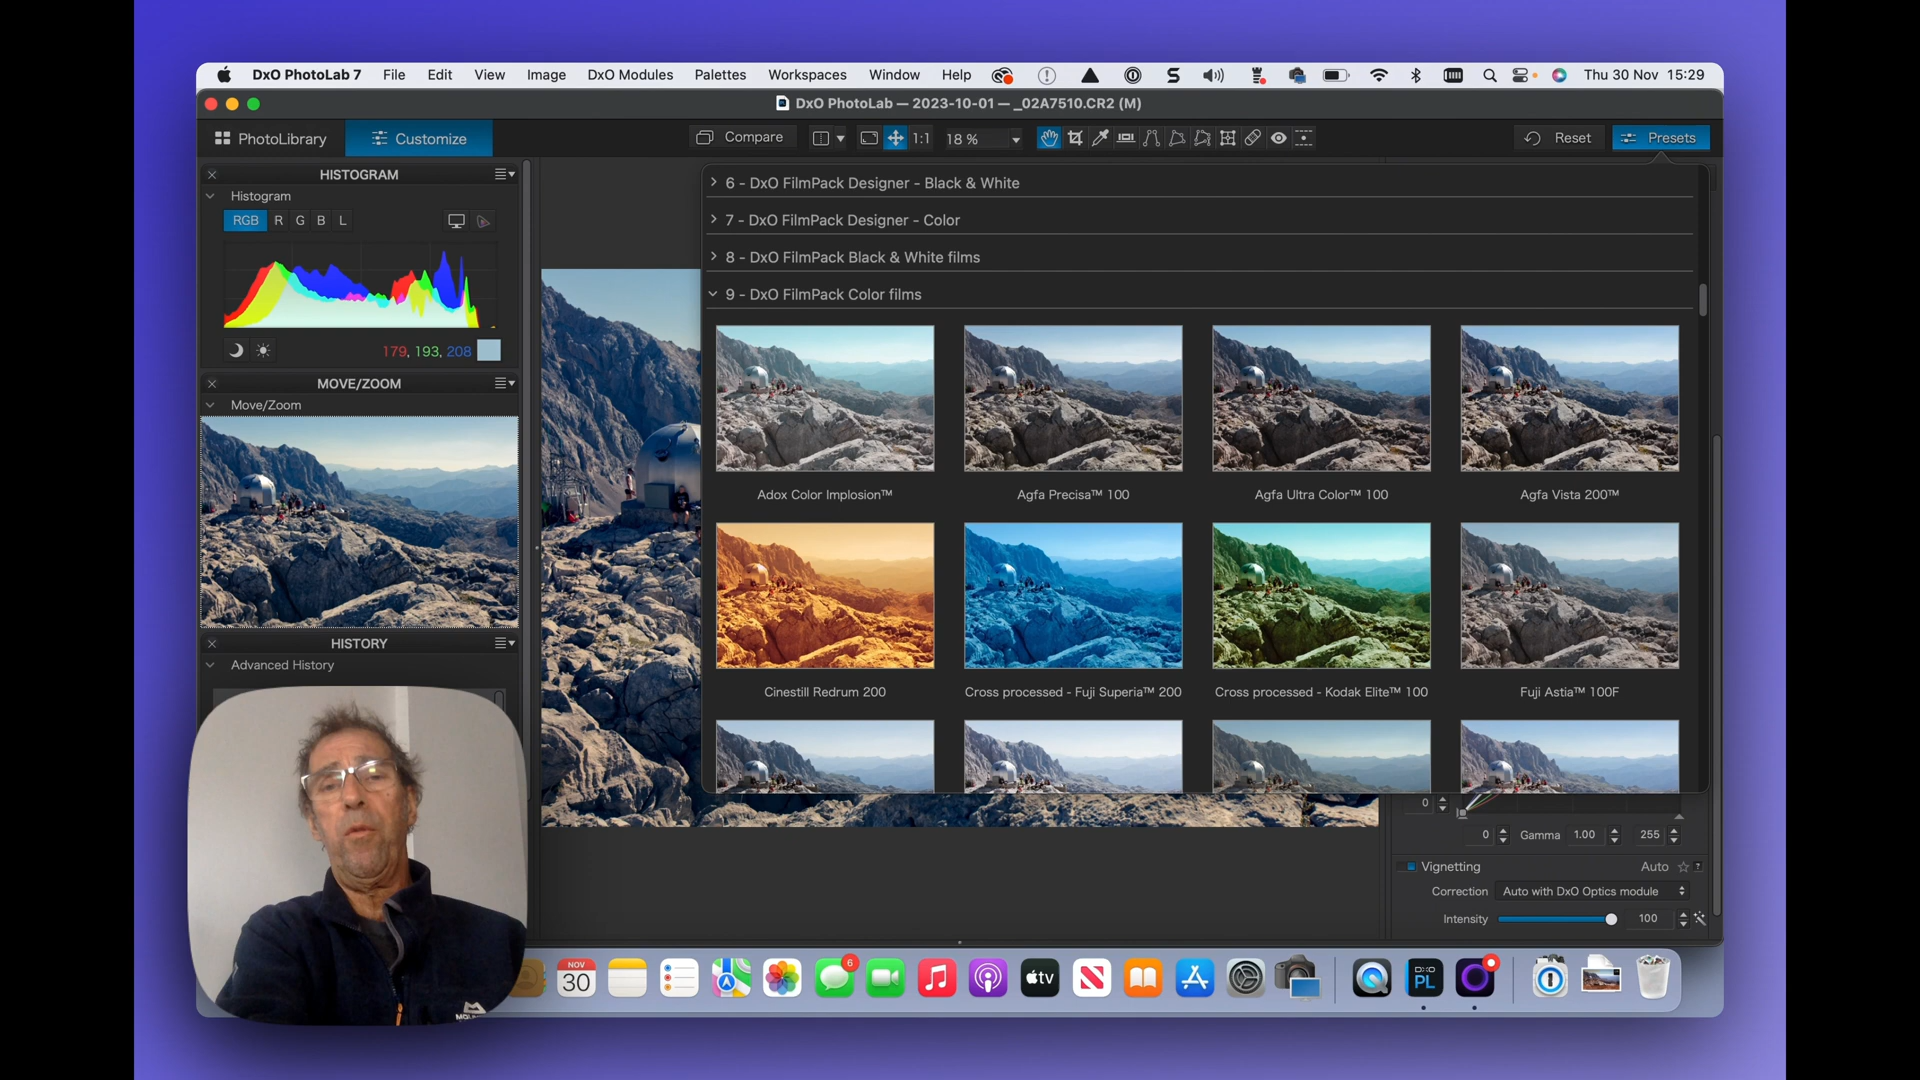 DxO PhotoLab 7 File Edit View Image DxO Modules Palettes Workspaces Window Help Thu 30 Nov 15:29
DxO PhotoLab — 2023-10-01 — _02A7510.CR2 (M)
PhotoLibrary Customize Compare 1:1 18 % Reset Presets
HISTOGRAM
Histogram
RGB R G B L
179, 193, 208
MOVE/ZOOM
Move/Zoom
HISTORY
Advanced History
6 - DxO FilmPack Designer - Black & White
7 - DxO FilmPack Designer - Color
8 - DxO FilmPack Black & White films
9 - DxO FilmPack Color films
Adox Color Implosion™ Agfa Precisa™ 100 Agfa Ultra Color™ 100 Agfa Vista 200™
Cinestill Redrum 200 Cross processed - Fuji Superia™ 200 Cross processed - Kodak Elite™ 100 Fuji Astia™ 100F
0
0 Gamma 1.00 255
Vignetting Auto ?
Correction Auto with DxO Optics module
Intensity 100
NOV
30
6
tv
DXO
PL